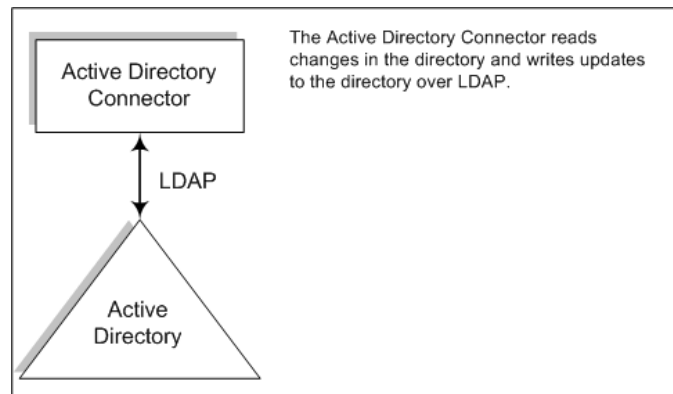 Active Directory
Connector
The Active Directory Connector reads
changes in the directory and writes updates
to the directory over LDAP.
LDAP
Active
Directory